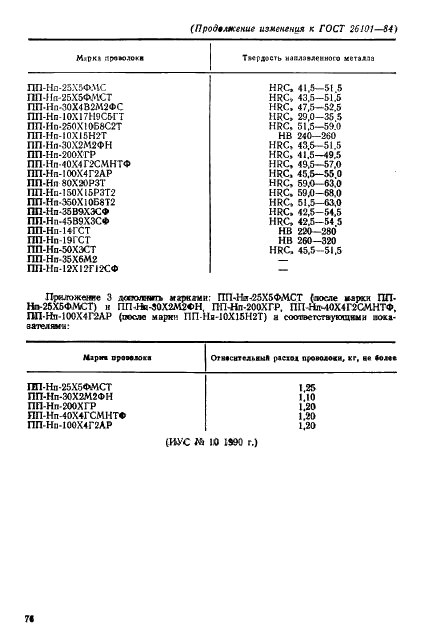 (Продолжение изменения к ГОСТ 26101—84)
Марка проволоки Твердость наплавленного металла
ПП-Нп-25Х5ФМС HRCэ 41,5—51,5
ПП-Нп-25Х5ФМСТ HRCэ 43,5—51,5
ПП-Нп-30Х4В2М2ФС HRCэ 47,5—52,5
ПП-Нп-10Х17Н9С5ГТ HRCэ 29,0—35,5
ПП-Нп-250Х10Б8С2Т HRCэ 51,5—59,0
ПП-Нп-10Х15Н2Т HB 240—260
ПП-Нп-30Х2М2ФН HRCэ 43,5—51,5
ПП-Нп-200ХГР HRCэ 41,5—49,5
ПП-Нп-40Х4Г2СМНТФ HRCэ 49,5—57,0
ПП-Нп-100Х4Г2АР HRCэ 45,5—55,0
ПП-Нп-80Х20Р3Т HRCэ 59,0—63,0
ПП-Нп-150Х15Р3Т2 HRCэ 59,0—68,0
ПП-Нп-350Х10Б8Т2 HRCэ 51,5—63,0
ПП-Нп-35В9Х3СФ HRCэ 42,5—54,5
ПП-Нп-45В9Х3СФ HRCэ 42,5—54,5
ПП-Нп-14ГСТ HB 220—280
ПП-Нп-19ГСТ HB 260—320
ПП-Нп-50Х3СТ HRCэ 45,5—51,5
ПП-Нп-35Х6М2 —
ПП-Нп-12Х12Г12СФ —
Приложение 3 дополнить марками: ПП-Нп-25Х5ФМСТ (после марки ПП-
Нп-25Х5ФМСТ) и ПП-Нп-30Х2М2ФН, ПП-Нп-200ХГР, ПП-Нп-40Х4Г2СМНТФ,
ПП-Нп-100Х4Г2АР (после марки ПП-Нп-10Х15Н2Т) и соответствующими пока-
зателями:
Марка проволоки Относительный расход проволоки, кг, не более
ПП-Нп-25Х5ФМСТ 1,25
ПП-Нп-30Х2М2ФН 1,10
ПП-Нп-200ХГР 1,20
ПП-Нп-40Х4ГСМНТФ 1,20
ПП-Нп-100Х4Г2АР 1,20
(ИУС № 10 1990 г.)
76